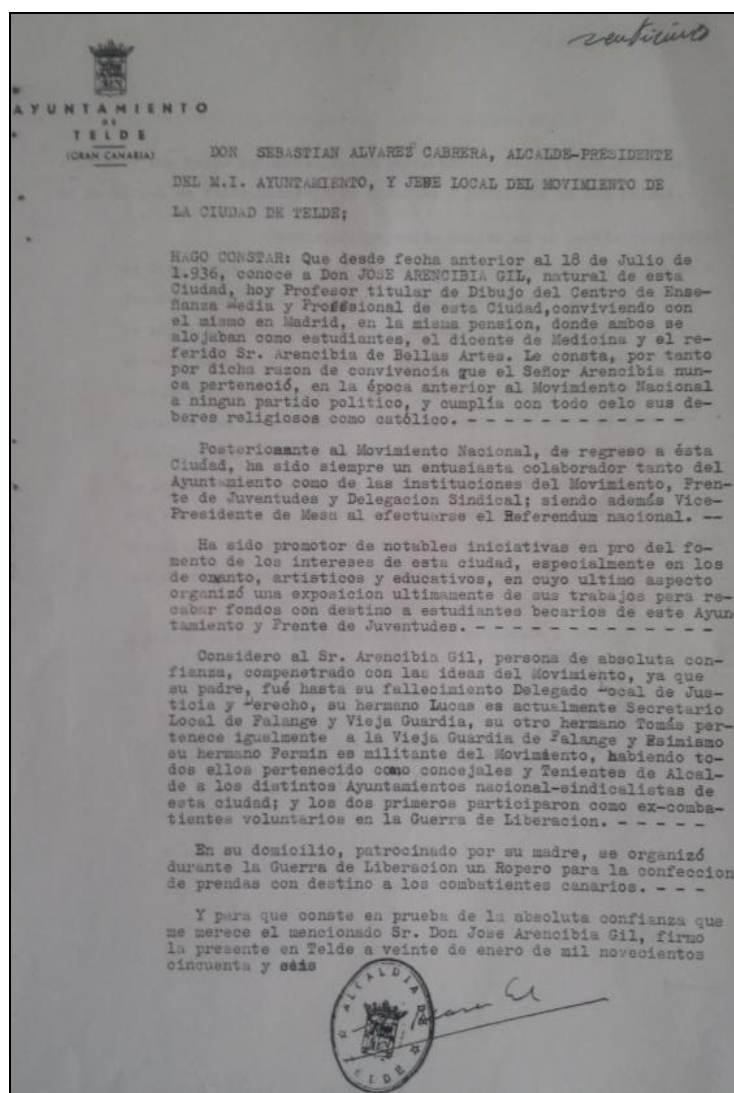 AYUNTAMIENTO
DE
TELDE
(GRAN CANARIA)
DON SEBASTIAN ALVAREZ CABRERA, ALCALDE-PRESIDENTE
DEL M.I. AYUNTAMIENTO, Y JEBE LOCAL DEL MOVIMIENTO DE
LA CIUDAD DE TELDE;
HAGO CONSTAR: Que desde fecha anterior al 18 de Julio de
1.936, conoce a Don JOSE ARENCIBIA GIL, natural de esta
Ciudad, hoy Profesor titular de Dibujo del Centro de Ense-
ñanza Media y Proffsional de esta Ciudad,conviviendo con
el mismo en Madrid, en la misma pension, donde ambos se
alojaban como estudiantes, el dicente de Medicina y el re-
ferido Sr. Arencibia de Bellas Artes. Le consta, por tanto
por dicha razon de convivencia que el Señor Arencibia nun-
ca perteneció, en la época anterior al Movimiento Nacional
a ningun partido politico, y cumplía con todo celo sus de-
beres religiosos como católico. - - - - - - - - - - - -
Posteriomante al Movimiento Nacional, de regreso a ésta
Ciudad, ha sido siempre un entusiasta colaborador tanto del
Ayuntamiento como de las instituciones del Movimiento, Fren-
te de Juventudes y Delegacion Sindical; siendo además Vice-
Presidente de Mesa al efectuarse el Referendum nacional. --
Ha sido promotor de notables iniciativas en pro del fo-
mento de los intereses de esta ciudad, especialmente en los
de , artisticos y educativos, en cuyo ultimo aspecto
organizó una exposicion ultimamente de sus trabajos para re-
cabar fondos con destino a estudiantes becarios de este Ayun
tamiento y Frente de Juventudes. - - - - - - - - - - - - - -
Considero al Sr. Arencibia Gil, persona de absoluta con-
fianza, compenetrado con las ideas del Movimiento, ya que
su padre, fué hasta su fallecimiento Delegado Local de Jus-
ticia y Derecho, su hermano Lucas es actualmente Secretario
Local de Falange y Vieja Guardia, su otro hermano Tomás per-
tenece igualmente a la Vieja Guardia de Falange y Asimismo
su hermano Fermin es militante del Movimiento, habiendo to-
dos ellos pertenecido como concejales y Tenientes de Alcal-
de a los distintos Ayuntamientos nacional-sindicalistas de
esta ciudad; y los dos primeros participaron como ex-comba-
tientes voluntarios en la Guerra de Liberacion. - - - - -
En su domicilio, patrocinado por su madre, se organizó
durante la Guerra de Liberacion un Ropero para la confeccion
de prendas con destino a los combatientes canarios. - - -
Y para que conste en prueba de la absoluta confianza que
me merece el mencionado Sr. Don Jose Arencibia Gil, firmo
la presente en Telde a veinte de enero de mil novecientos
cincuenta y seis
ALCALDIA DE
TELDE